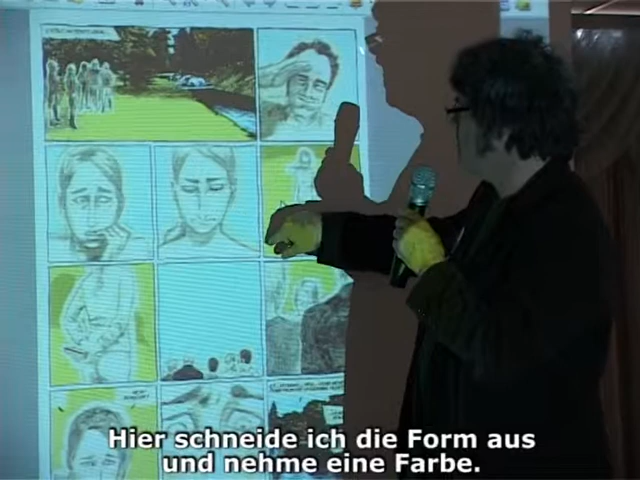 Hier schneide ich die Form aus
und nehme eine Farbe.